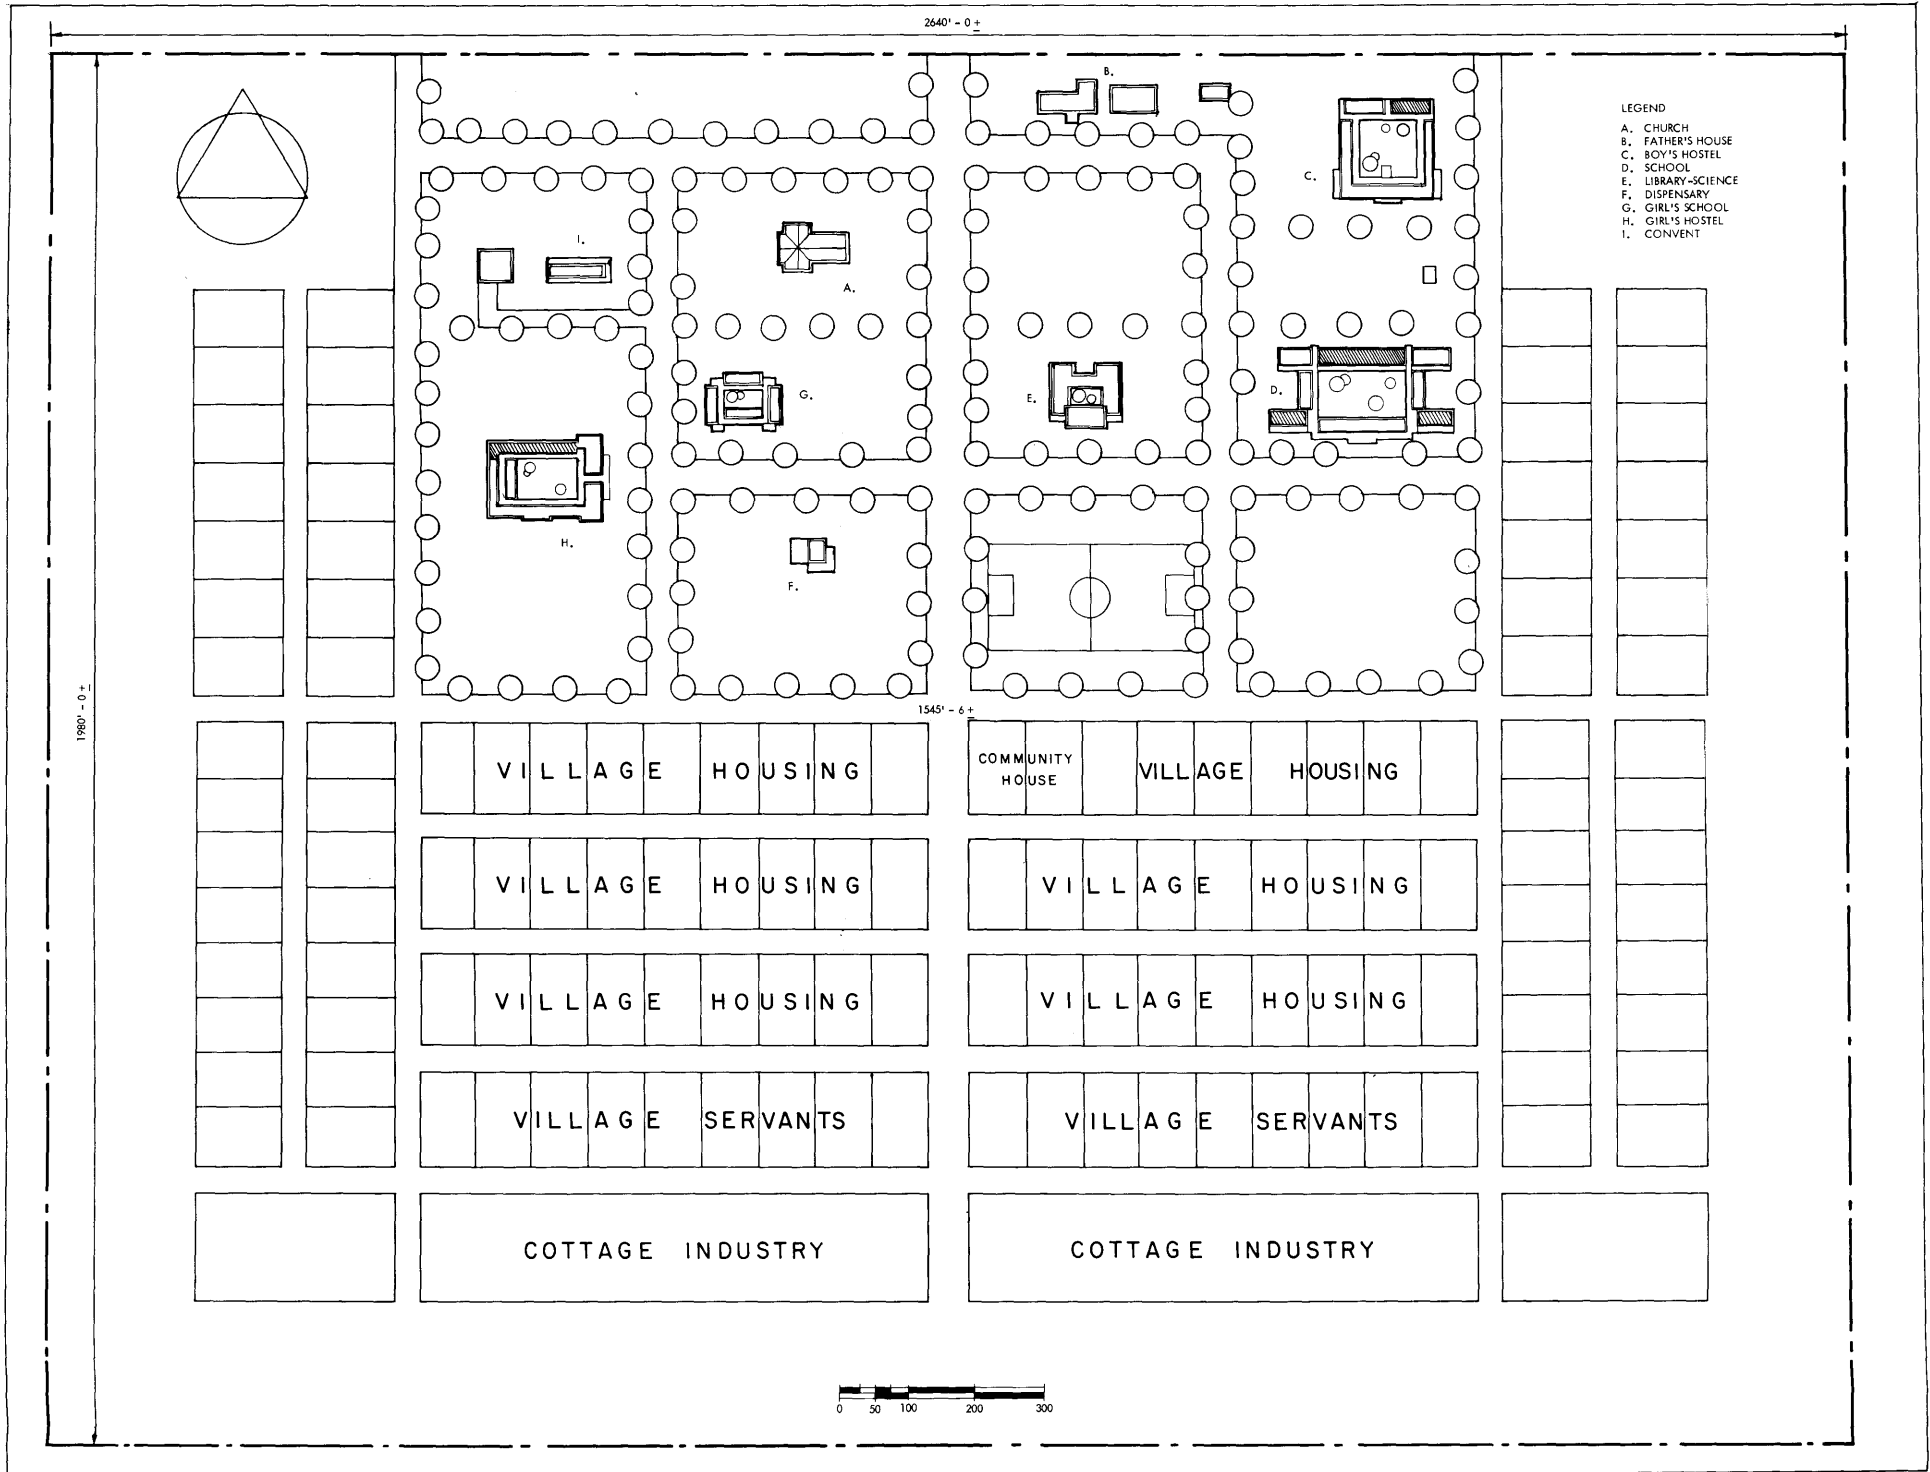 2640' - 0 ±
B.
LEGEND
A. CHURCH
B. FATHER'S HOUSE
C. BOY'S HOSTEL
D. SCHOOL
E. LIBRARY-SCIENCE
F. DISPENSARY
G. GIRL'S SCHOOL
H. GIRL'S HOSTEL
I. CONVENT
C.
I.
A.
G.
E.
D.
H.
F.
1980' - 0 ±
1545' - 6 ±
VILLAGE HOUSING
COMMUNITY
HOUSE
VILLAGE HOUSING
VILLAGE HOUSING
VILLAGE HOUSING
VILLAGE HOUSING
VILLAGE HOUSING
VILLAGE SERVANTS
VILLAGE SERVANTS
COTTAGE INDUSTRY
COTTAGE INDUSTRY
0 50 100 200 300